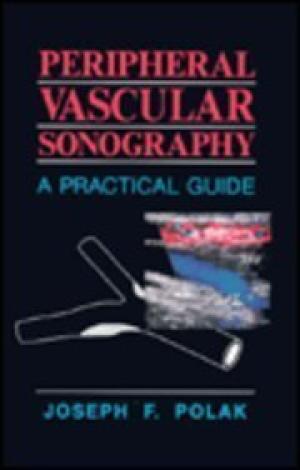 PERIPHERAL
VASCULAR
SONOGRAPHY
A PRACTICAL GUIDE
JOSEPH F. POLAK